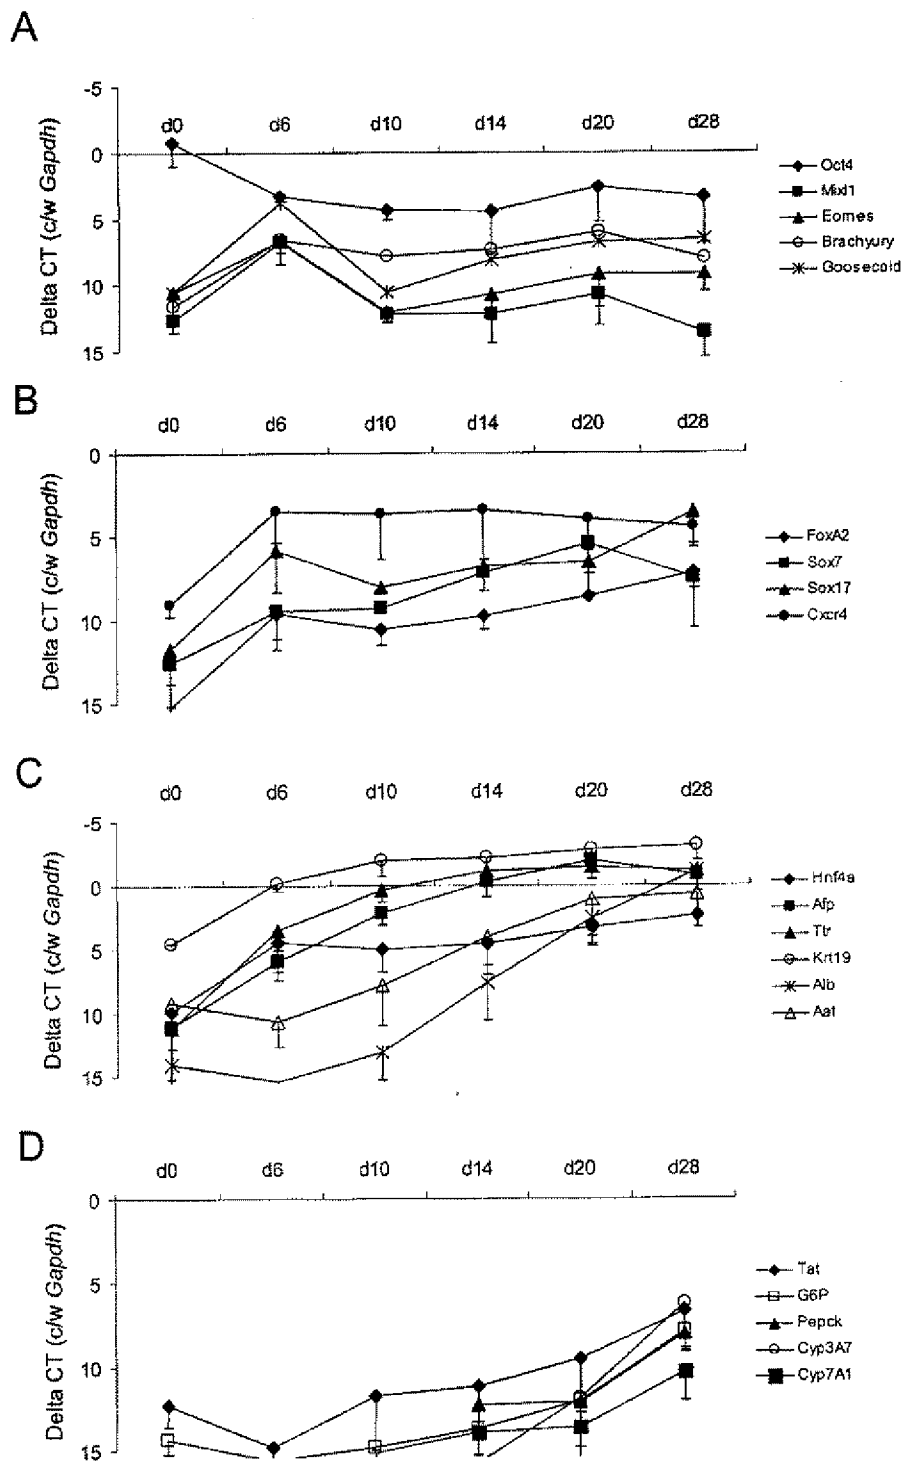 A
-5
d0 d6 d10 d14 d20 d28
0
5
10
15
Delta CT (c/w Gapdh)
Oct4
Mixl1
Eomes
Brachyury
Goosecoid
B
d0 d6 d10 d14 d20 d28
0
5
10
15
Delta CT (c/w Gapdh)
FoxA2
Sox7
Sox17
Cxcr4
C
d0 d6 d10 d14 d20 d28
-5
0
5
10
15
Delta CT (c/w Gapdh)
Hnf4a
Afp
Ttr
Krt19
Alb
Aat
D
d0 d6 d10 d14 d20 d28
0
5
10
15
Delta CT (c/w Gapdh)
Tat
G6P
Pepck
Cyp3A7
Cyp7A1